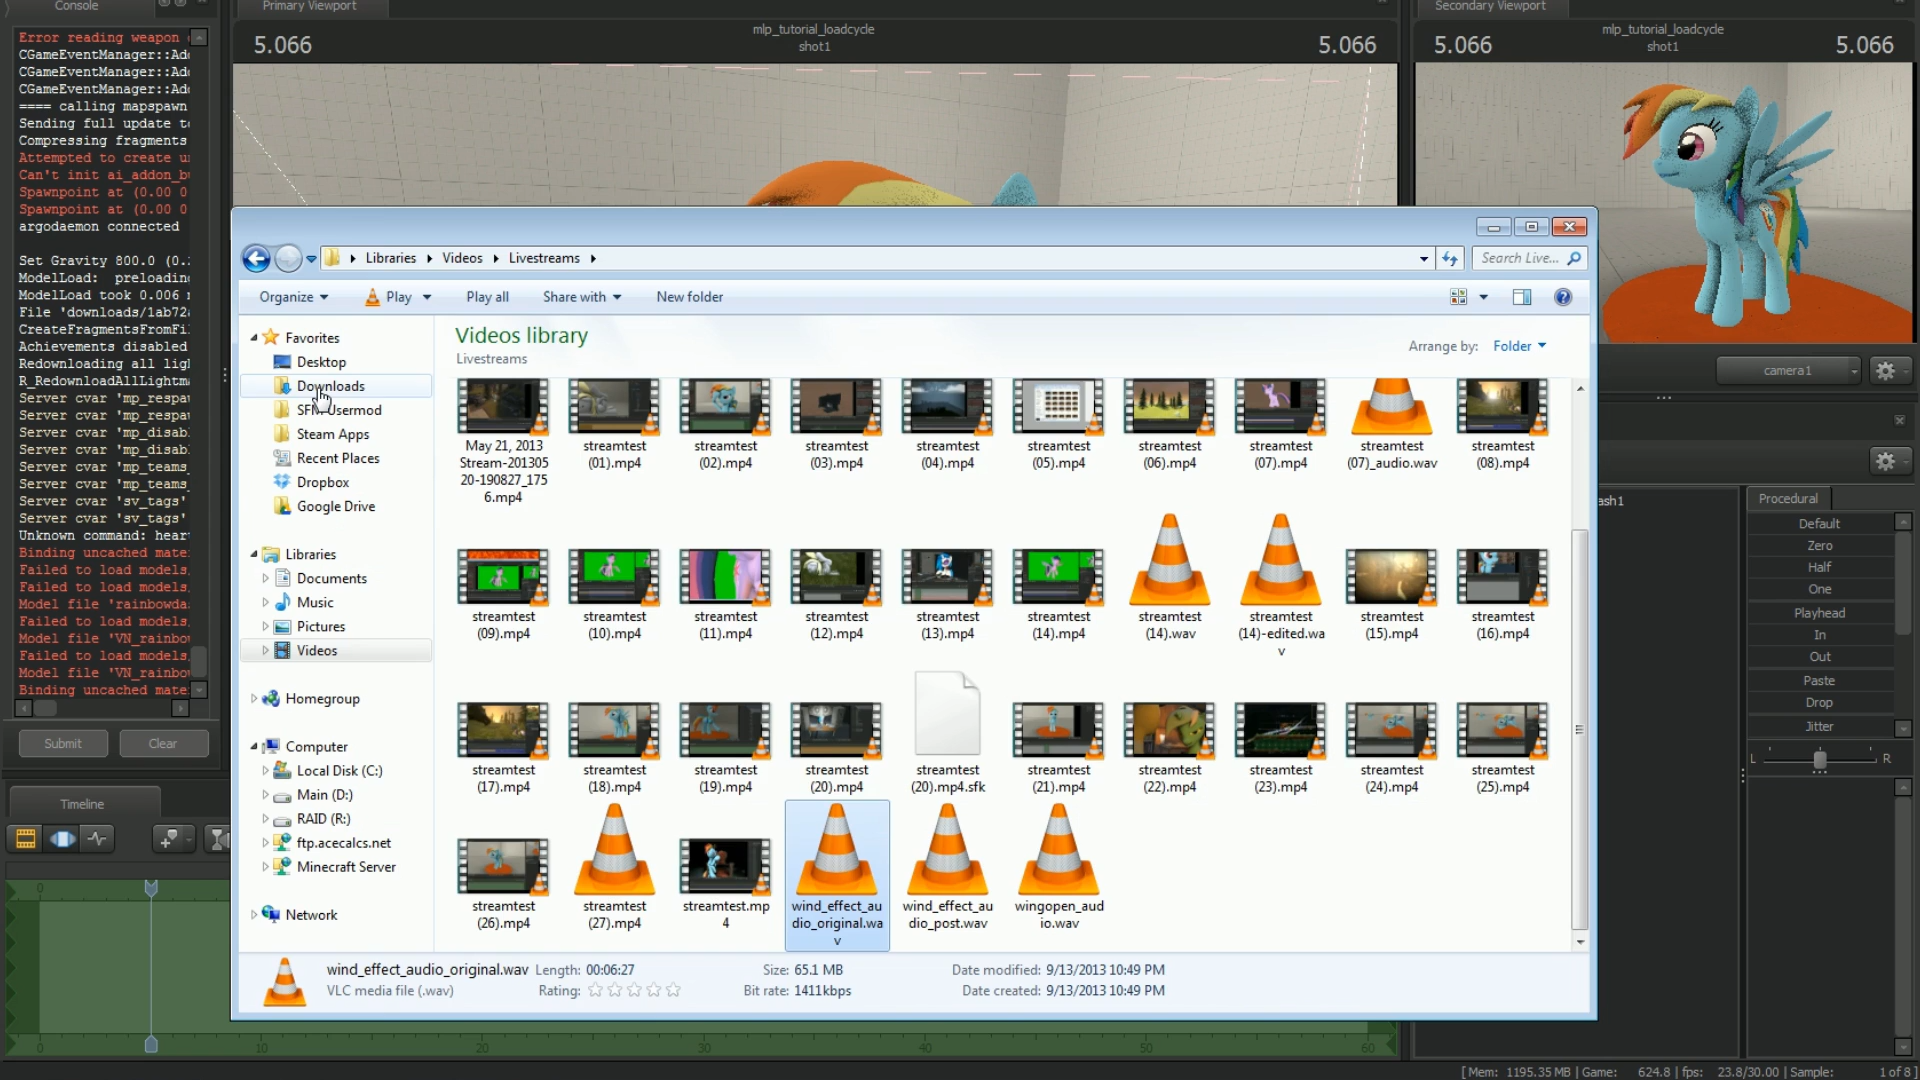 Console
Primary Viewport
Secondary Viewport
5.066
mlp_tutorial_loadcycle
shot1
5.066
5.066
mlp_tutorial_loadcycle
shot1
5.066
Error reading weapon
CGameEventManager::Ad
CGameEventManager::Ad
CGameEventManager::Ad
==== calling mapspawn
Sending full update t
Compressing fragments
Attempted to create u
Can't init ai_addon_b
Spawnpoint at (0.00 0
Spawnpoint at (0.00 0
argodaemon connected
Set Gravity 800.0 (0.
ModelLoad: preloadin
ModelLoad took 0.006
File 'downloads/1ab72
CreateFragmentsFromFi
Achievements disabled
Redownloading all lig
R_RedownloadAllLightm
Server cvar 'mp_respa
Server cvar 'mp_respa
Server cvar 'mp_disab
Server cvar 'mp_disab
Server cvar 'mp_teams
Server cvar 'mp_teams
Server cvar 'sv_tags'
Server cvar 'sv_tags'
Unknown command: hear
Binding uncached mate
Failed to load models
Failed to load models
Model file 'rainbowda
Failed to load models
Model file 'VN_rainbo
Failed to load models
Model file 'VN_rainbo
Binding uncached mate
Submit
Clear
Libraries
Videos
Livestreams
Search Live...
Organize
Play
Play all
Share with
New folder
Favorites
Desktop
Downloads
SFM Usermod
Steam Apps
Recent Places
Dropbox
Google Drive
Libraries
Documents
Music
Pictures
Videos
Homegroup
Computer
Local Disk (C:)
Main (D:)
RAID (R:)
ftp.acecalcs.net
Minecraft Server
Network
Videos library
Livestreams
Arrange by: Folder
May 21, 2013
Stream-201305
20-190827_175
6.mp4
streamtest
(01).mp4
streamtest
(02).mp4
streamtest
(03).mp4
streamtest
(04).mp4
streamtest
(05).mp4
streamtest
(06).mp4
streamtest
(07).mp4
streamtest
(07)_audio.wav
streamtest
(08).mp4
streamtest
(09).mp4
streamtest
(10).mp4
streamtest
(11).mp4
streamtest
(12).mp4
streamtest
(13).mp4
streamtest
(14).mp4
streamtest
(14).wav
streamtest
(14)-edited.wa
v
streamtest
(15).mp4
streamtest
(16).mp4
streamtest
(17).mp4
streamtest
(18).mp4
streamtest
(19).mp4
streamtest
(20).mp4
streamtest
(20).mp4.sfk
streamtest
(21).mp4
streamtest
(22).mp4
streamtest
(23).mp4
streamtest
(24).mp4
streamtest
(25).mp4
streamtest
(26).mp4
streamtest
(27).mp4
streamtest.mp
4
wind_effect_au
dio_original.wa
v
wind_effect_au
dio_post.wav
wingopen_aud
io.wav
wind_effect_audio_original.wav Length: 00:06:27 Size: 65.1 MB Date modified: 9/13/2013 10:49 PM
VLC media file (.wav) Rating: Bit rate: 1411kbps Date created: 9/13/2013 10:49 PM
camera1
ash1
Procedural
Default
Zero
Half
One
Playhead
In
Out
Paste
Drop
Jitter
L
R
Timeline
0
0
10
20
30
40
50
60
[ Mem: 1195.35 MB | Game: 624.8 | fps: 23.8/30.00 | Sample: 1 of 8 ]